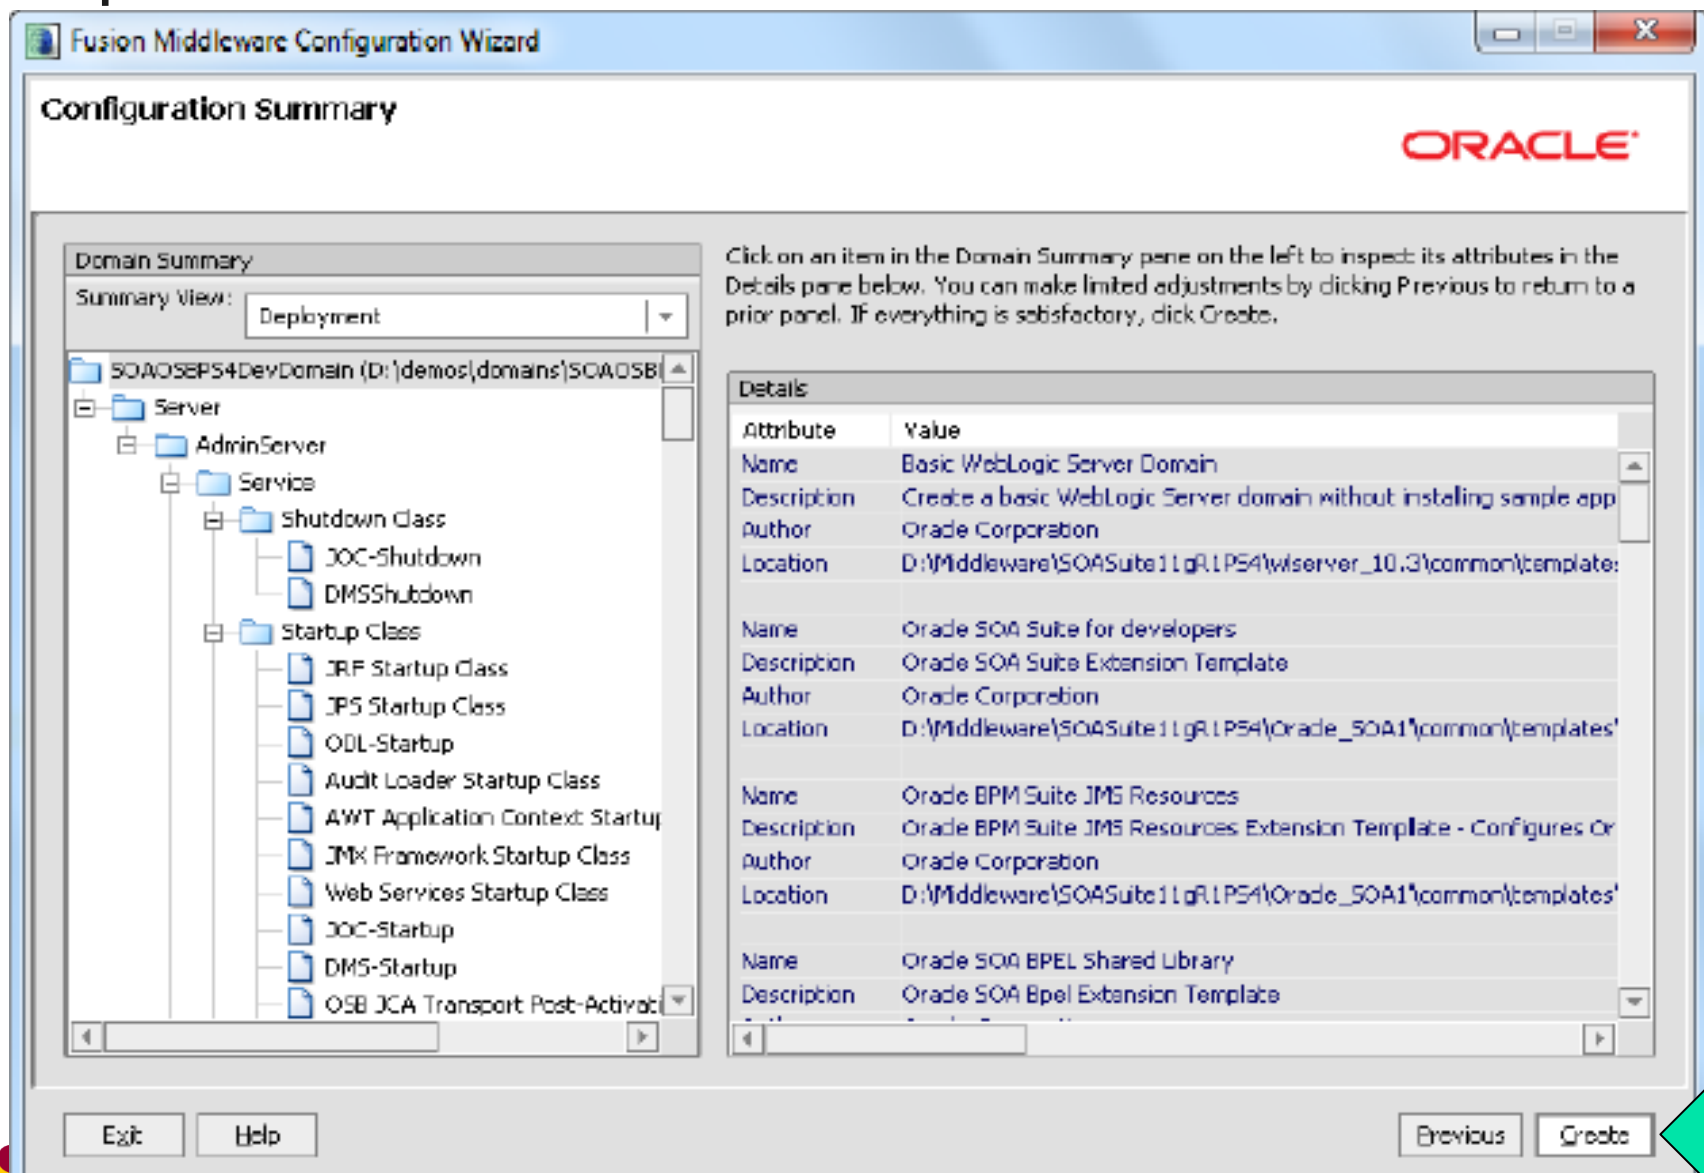 Fusion Middleware Configuration Wizard
Configuration Summary
ORACLE
Domain Summary
Summary View:
Deployment
SOAOSBPS4DevDomain (D:\demos\domains\SOAOSB
Server
AdminServer
Service
Shutdown Class
JOC-Shutdown
DMSShutdown
Startup Class
JRF Startup Class
JPS Startup Class
ODL-Startup
Audit Loader Startup Class
AWT Application Context Startup
JMX Framework Startup Class
Web Services Startup Class
JOC-Startup
DMS-Startup
OSB JCA Transport Post-Activati
Click on an item in the Domain Summary pane on the left to inspect its attributes in the
Details pane below. You can make limited adjustments by clicking Previous to return to a
prior panel. If everything is satisfactory, click Create.
Details
Attribute Value
Name Basic WebLogic Server Domain
Description Create a basic WebLogic Server domain without installing sample app
Author Oracle Corporation
Location D:\Middleware\SOASuite11gR1PS4\wlserver_10.3\common\templates
Name Oracle SOA Suite for developers
Description Oracle SOA Suite Extension Template
Author Oracle Corporation
Location D:\Middleware\SOASuite11gR1PS4\Oracle_SOA1\common\templates\
Name Oracle BPM Suite JMS Resources
Description Oracle BPM Suite JMS Resources Extension Template - Configures Or
Author Oracle Corporation
Location D:\Middleware\SOASuite11gR1PS4\Oracle_SOA1\common\templates\
Name Oracle SOA BPEL Shared Library
Description Oracle SOA Bpel Extension Template
Exit
Help
Previous
Create